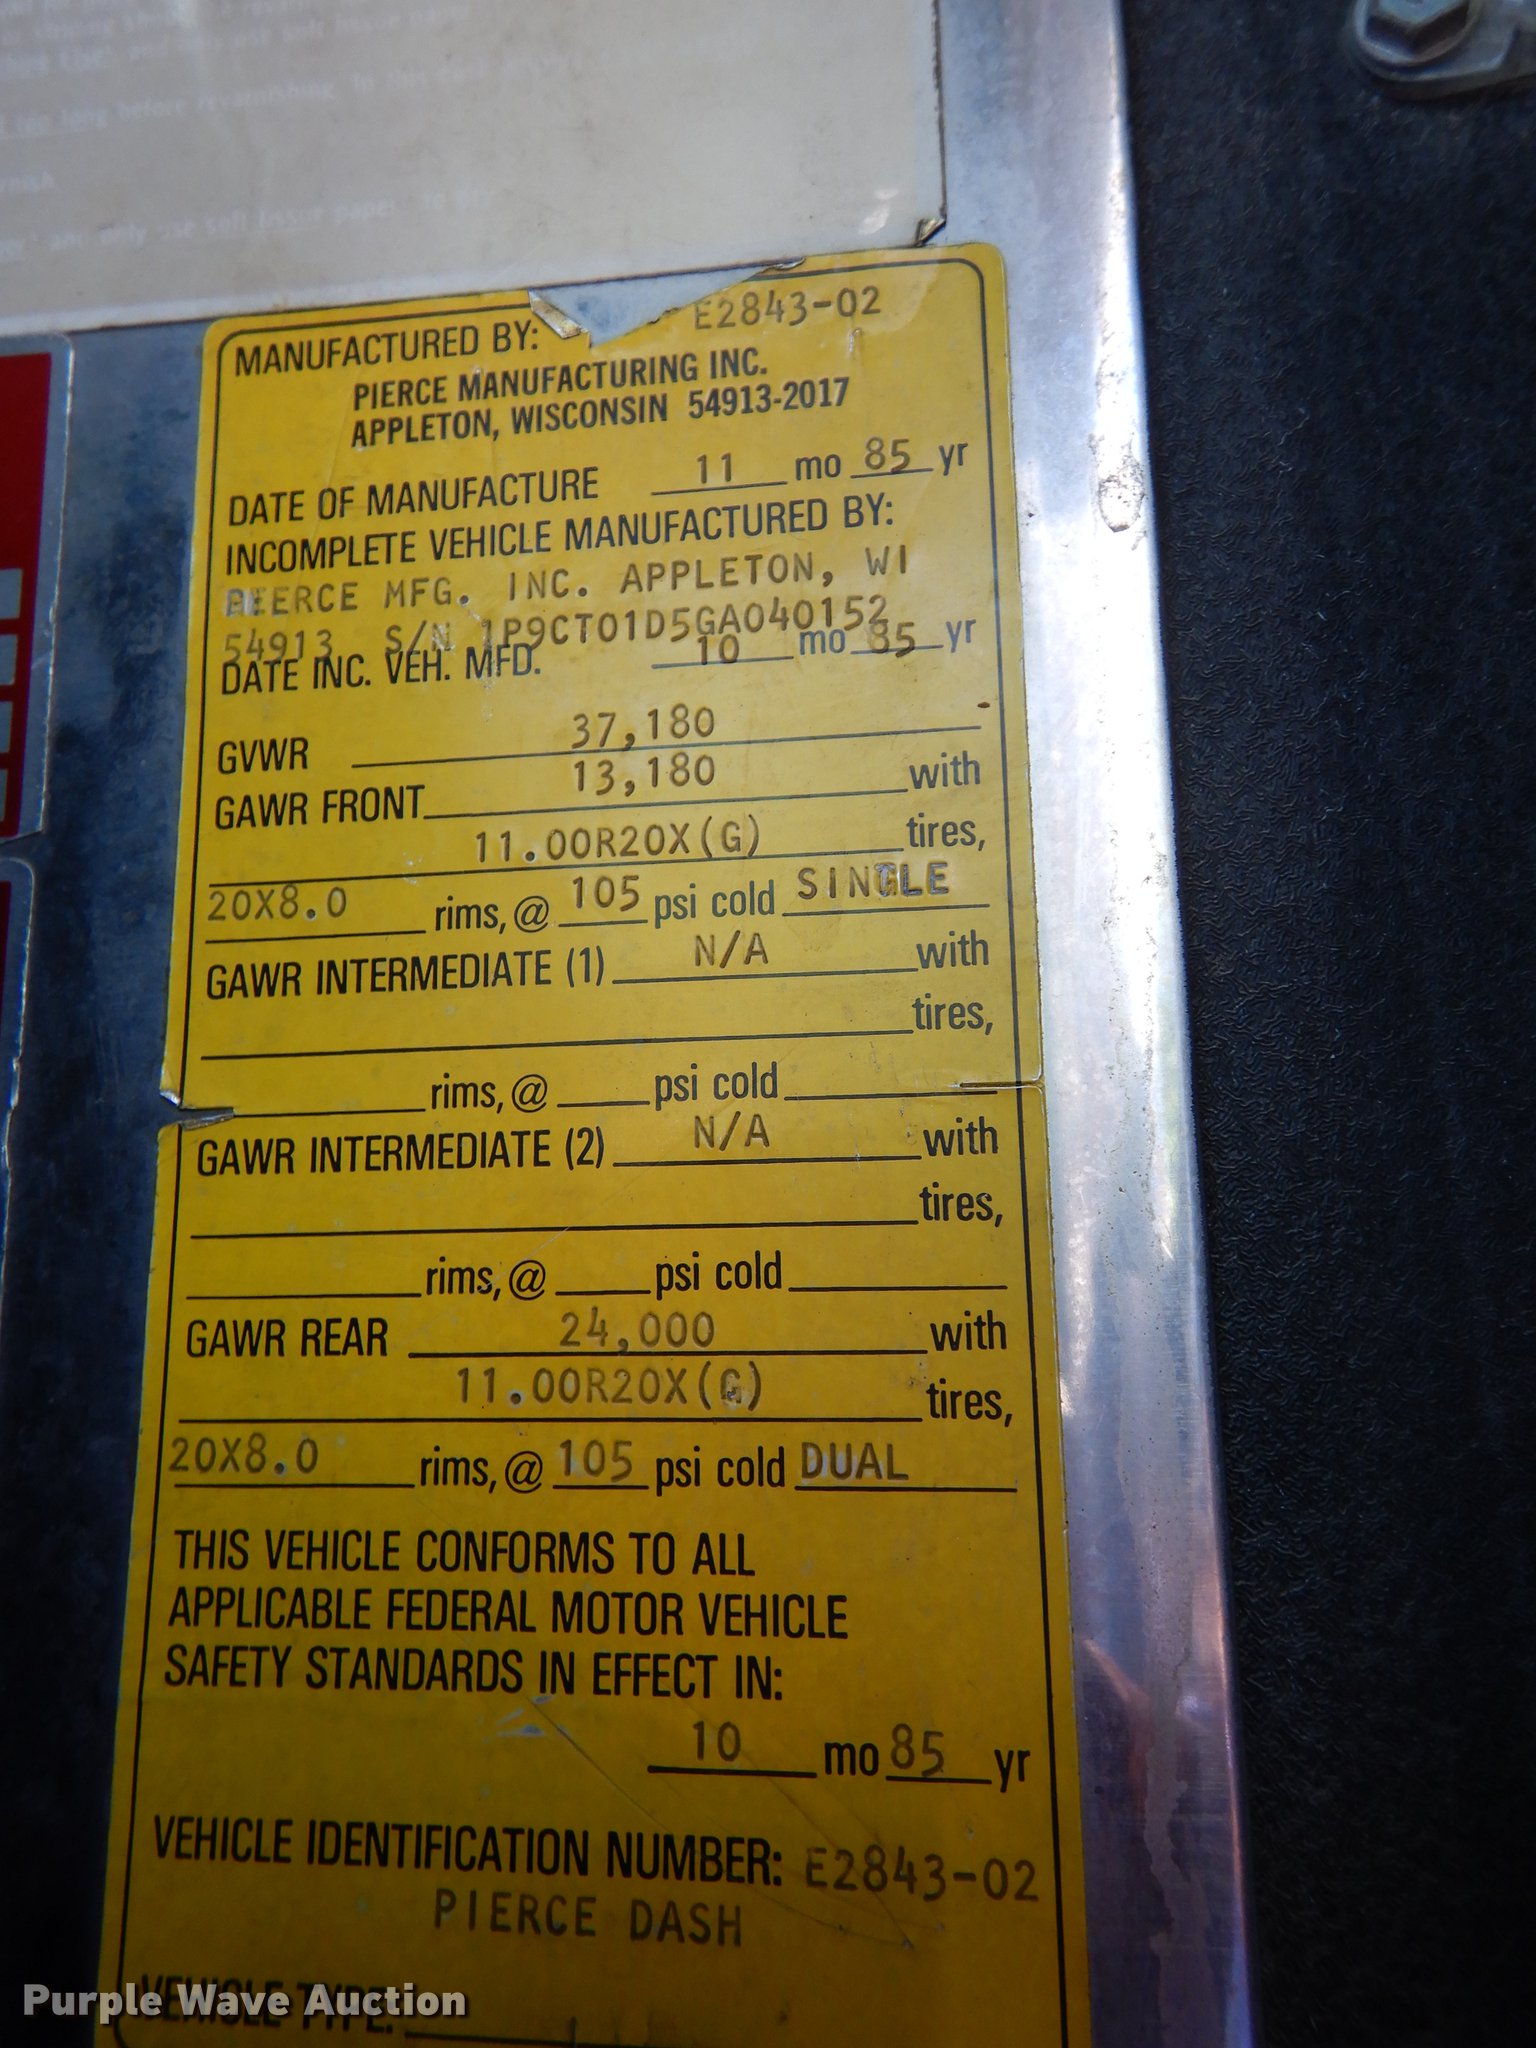 E2843-02
MANUFACTURED BY:
PIERCE MANUFACTURING INC.
APPLETON, WISCONSIN 54913-2017
DATE OF MANUFACTURE 11 mo 85 yr
INCOMPLETE VEHICLE MANUFACTURED BY:
PIERCE MFG. INC. APPLETON, WI
54913 S/N 1P9CT01D5GA040152
DATE INC. VEH. MFD. 10 mo 85 yr
GVWR 37,180
GAWR FRONT 13,180 with
11.00R20X(G) tires,
20X8.0 rims, @ 105 psi cold SINGLE
GAWR INTERMEDIATE (1) N/A with
tires,
rims, @ psi cold
GAWR INTERMEDIATE (2) N/A with
tires,
rims, @ psi cold
GAWR REAR 24,000 with
11.00R20X(G) tires,
20X8.0 rims, @ 105 psi cold DUAL
THIS VEHICLE CONFORMS TO ALL
APPLICABLE FEDERAL MOTOR VEHICLE
SAFETY STANDARDS IN EFFECT IN:
10 mo 85 yr
VEHICLE IDENTIFICATION NUMBER: E2843-02
PIERCE DASH
VEHICLE TYPE:
Purple Wave Auction